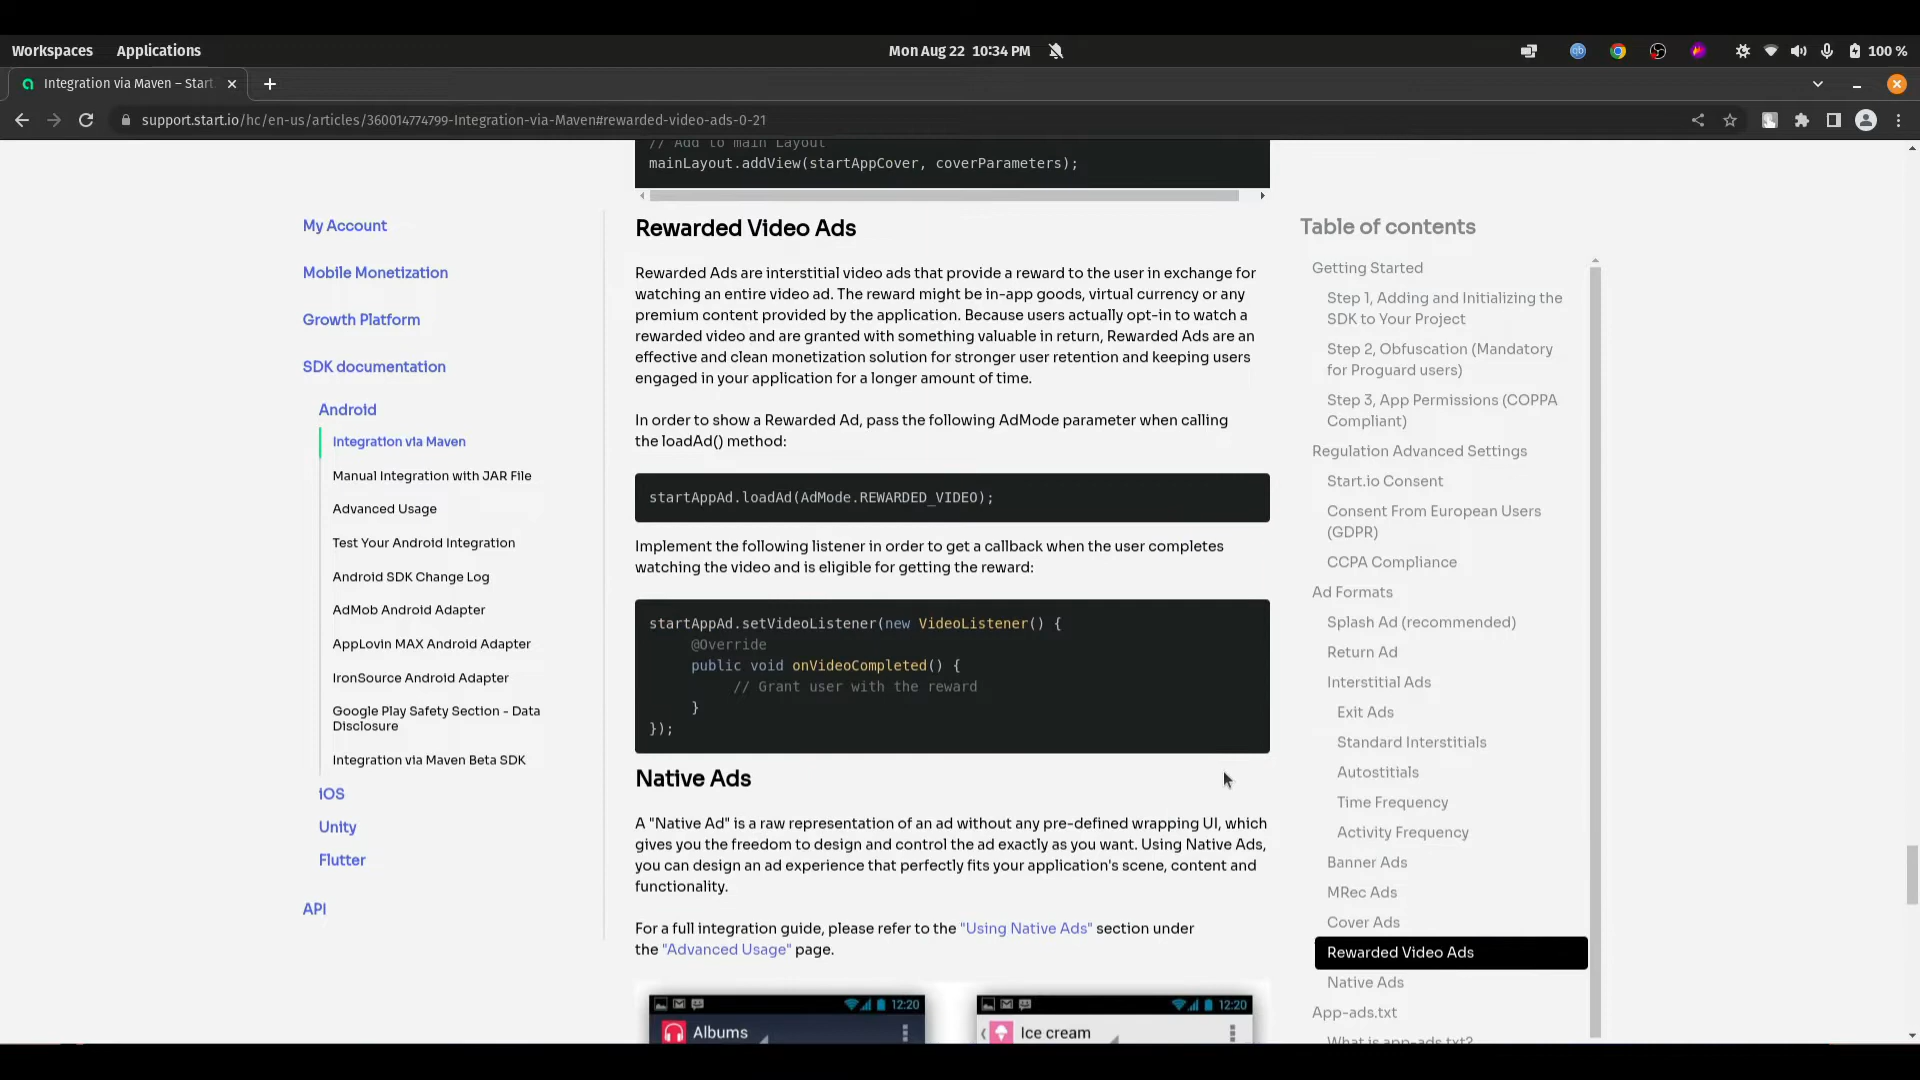 Workspaces
Applications
Mon Aug 22 10:34 PM
100 %
Integration via Maven – Start
support.start.io/hc/en-us/articles/360014774799-Integration-via-Maven#rewarded-video-ads-0-21
My Account
Mobile Monetization
Growth Platform
SDK documentation
Android
Integration via Maven
Manual Integration with JAR File
Advanced Usage
Test Your Android Integration
Android SDK Change Log
AdMob Android Adapter
AppLovin MAX Android Adapter
IronSource Android Adapter
Google Play Safety Section - Data
Disclosure
Integration via Maven Beta SDK
iOS
Unity
Flutter
API
// Add to main Layout
mainLayout.addView(startAppCover, coverParameters);
Rewarded Video Ads
Rewarded Ads are interstitial video ads that provide a reward to the user in exchange for
watching an entire video ad. The reward might be in-app goods, virtual currency or any
premium content provided by the application. Because users actually opt-in to watch a
rewarded video and are granted with something valuable in return, Rewarded Ads are an
effective and clean monetization solution for stronger user retention and keeping users
engaged in your application for a longer amount of time.
In order to show a Rewarded Ad, pass the following AdMode parameter when calling
the loadAd() method:
startAppAd.loadAd(AdMode.REWARDED_VIDEO);
Implement the following listener in order to get a callback when the user completes
watching the video and is eligible for getting the reward:
startAppAd.setVideoListener(new VideoListener() {
@Override
public void onVideoCompleted() {
// Grant user with the reward
}
});
Native Ads
A "Native Ad" is a raw representation of an ad without any pre-defined wrapping UI, which
gives you the freedom to design and control the ad exactly as you want. Using Native Ads,
you can design an ad experience that perfectly fits your application's scene, content and
functionality.
For a full integration guide, please refer to the "Using Native Ads" section under
the "Advanced Usage" page.
12:20
Albums
12:20
Ice cream
Table of contents
Getting Started
Step 1, Adding and Initializing the
SDK to Your Project
Step 2, Obfuscation (Mandatory
for Proguard users)
Step 3, App Permissions (COPPA
Compliant)
Regulation Advanced Settings
Start.io Consent
Consent From European Users
(GDPR)
CCPA Compliance
Ad Formats
Splash Ad (recommended)
Return Ad
Interstitial Ads
Exit Ads
Standard Interstitials
Autostitials
Time Frequency
Activity Frequency
Banner Ads
MRec Ads
Cover Ads
Rewarded Video Ads
Native Ads
App-ads.txt
What is app-ads.txt?